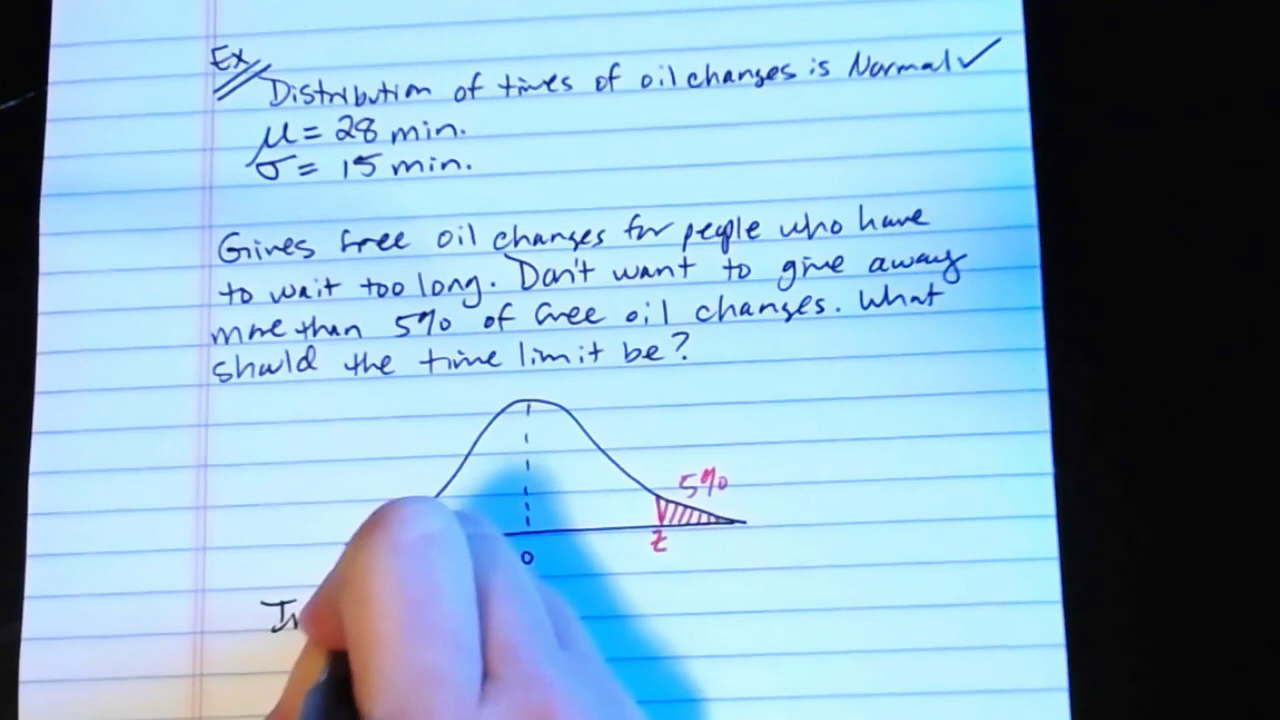 Ex
Distribution of times of oil changes is Normal ✓
μ = 28 min.
σ = 15 min.
Gives free oil changes for people who have
to wait too long. Don't want to give away
more than 5% of free oil changes. What
should the time limit be?
5%
0
z